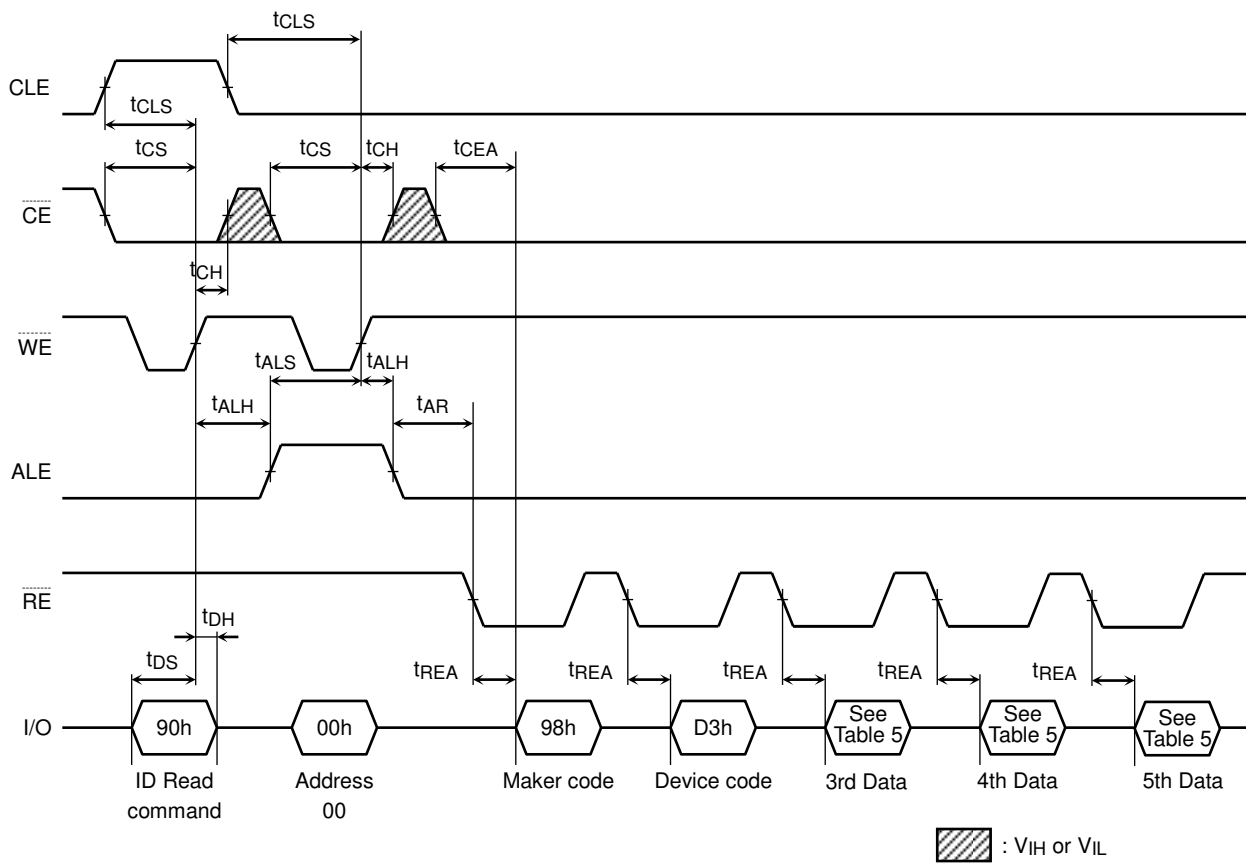 tCLS
CLE
tCLS
tCS
tCS
tCH
tCEA
CE
tCH
WE
tALS
tALH
tALH
tAR
ALE
RE
tDH
tDS
tREA
tREA
tREA
tREA
tREA
I/O
90h
00h
98h
D3h
See
Table 5
See
Table 5
See
Table 5
ID Read
command
Address
00
Maker code
Device code
3rd Data
4th Data
5th Data
: VIH or VIL